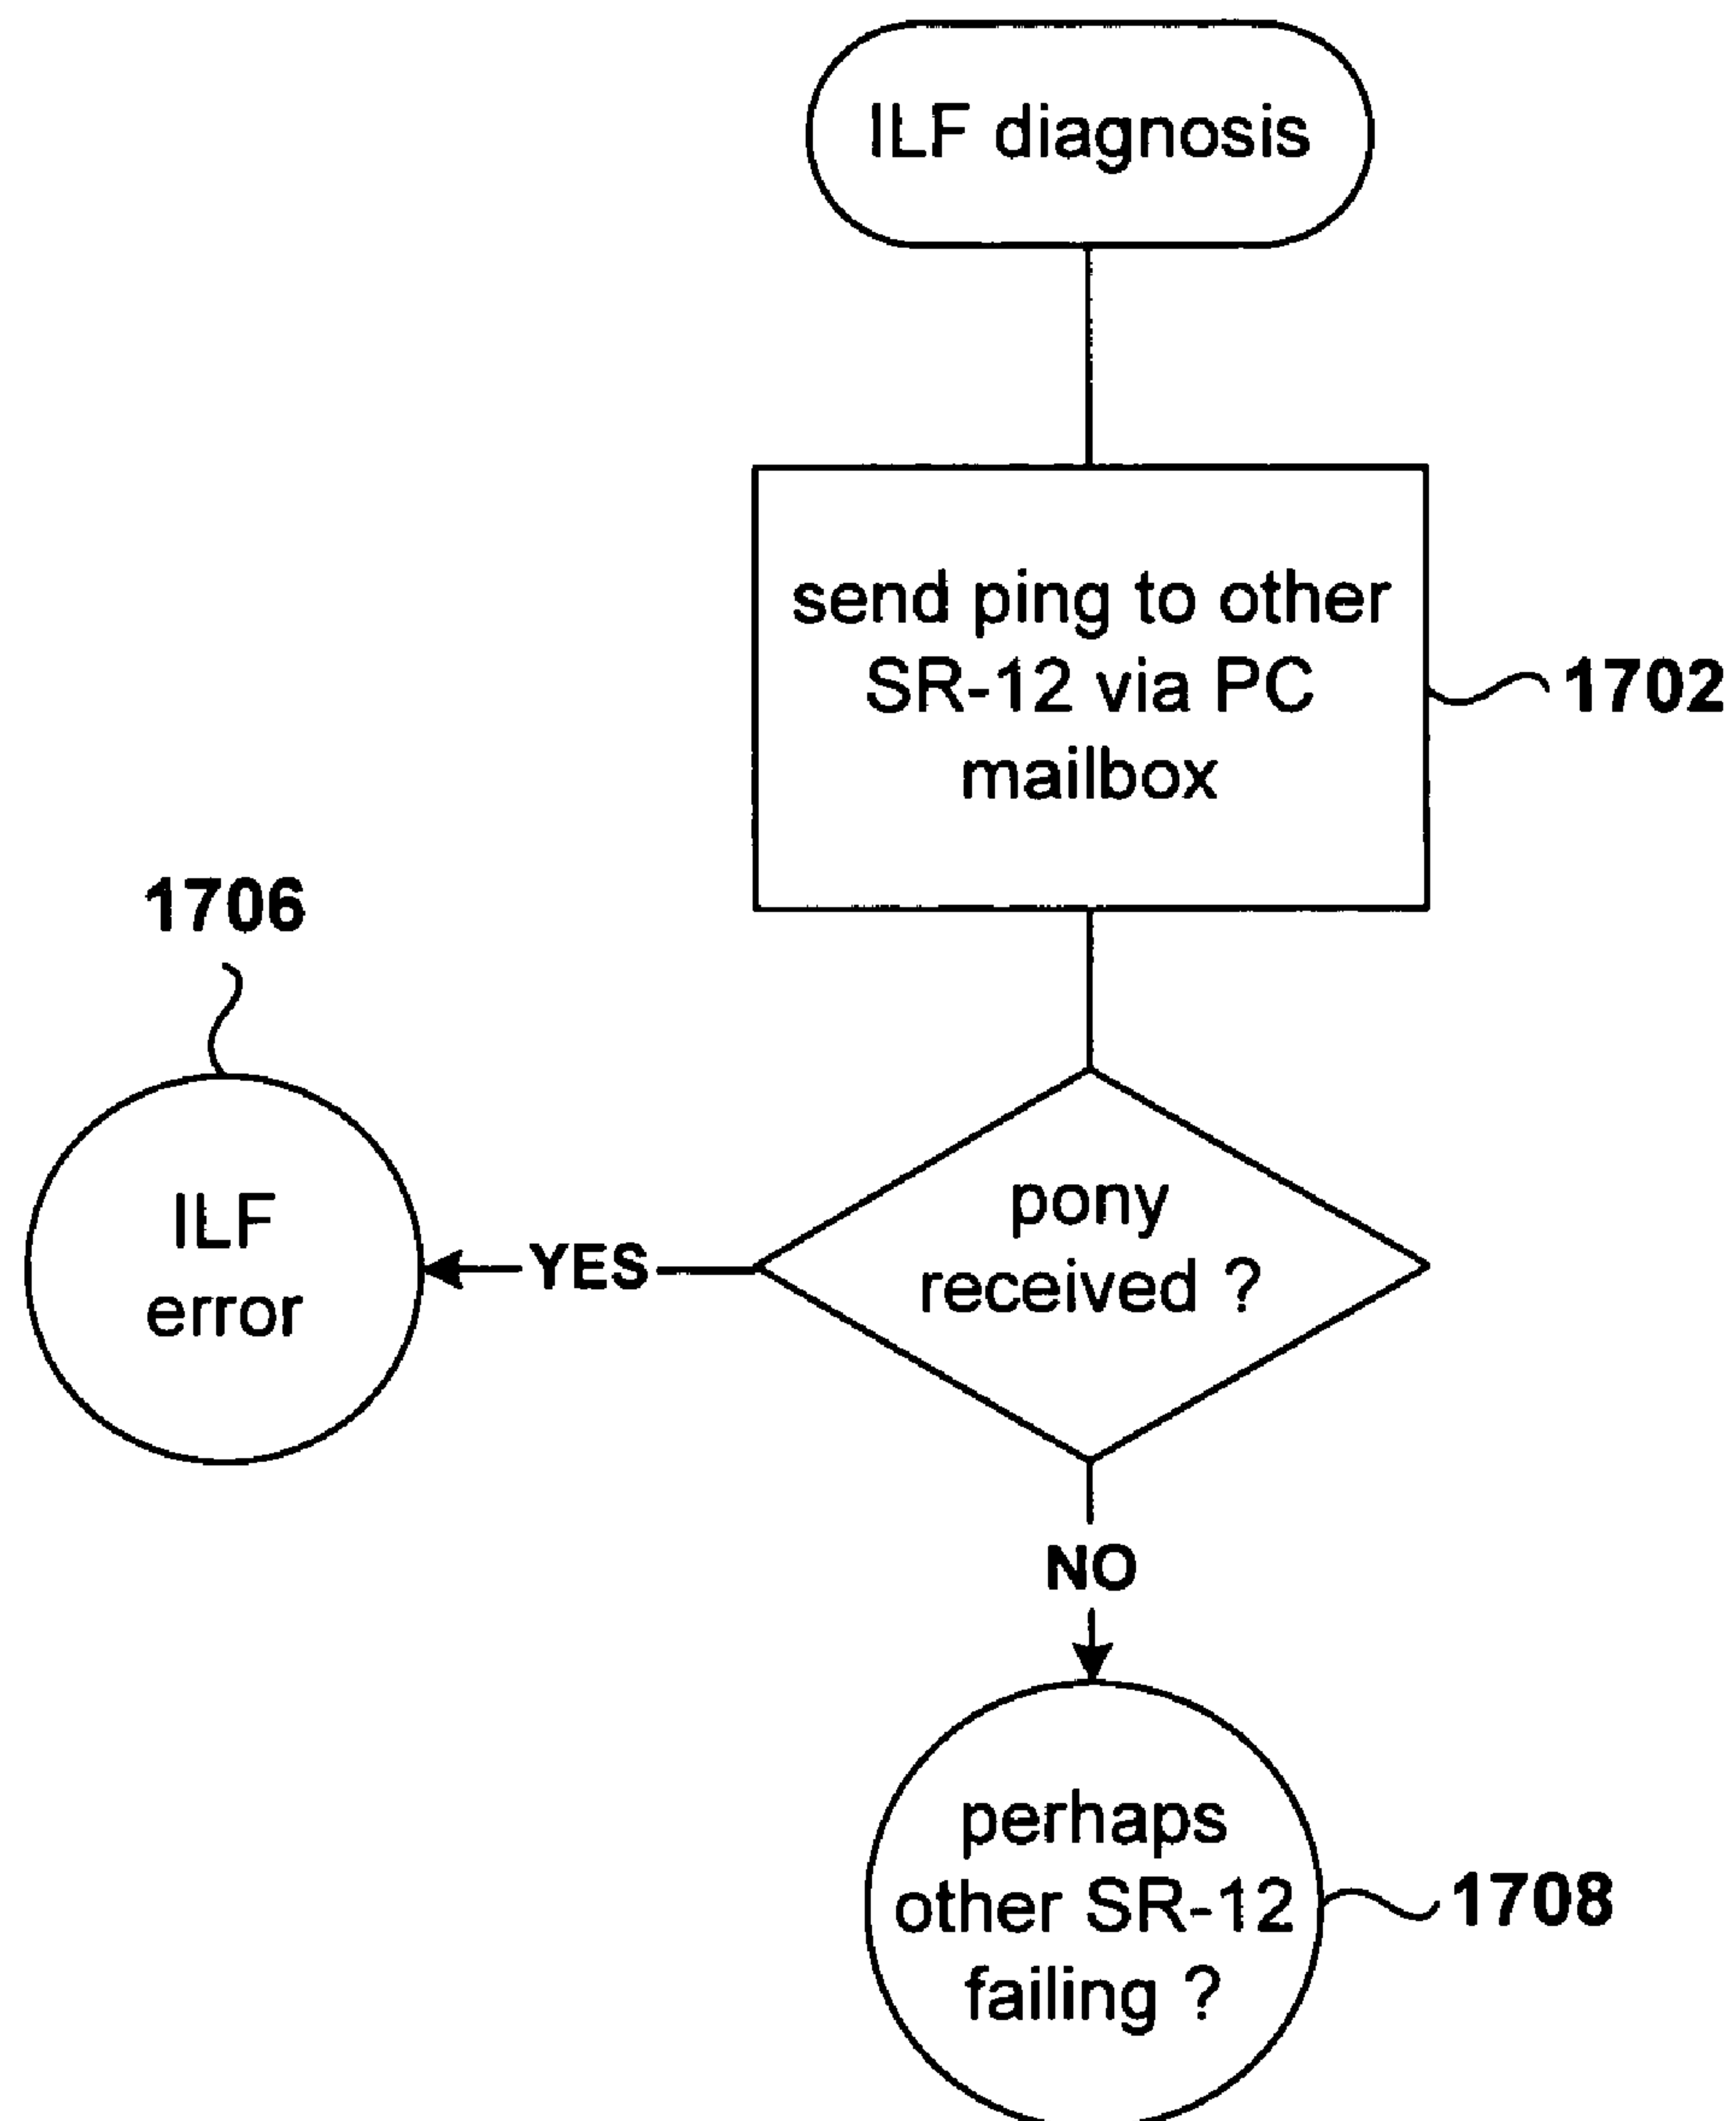 ILF diagnosis
send ping to other
SR-12 via PC
mailbox
1702
1706
pony
received ?
YES
ILF
error
NO
perhaps
other SR-12
failing ?
1708